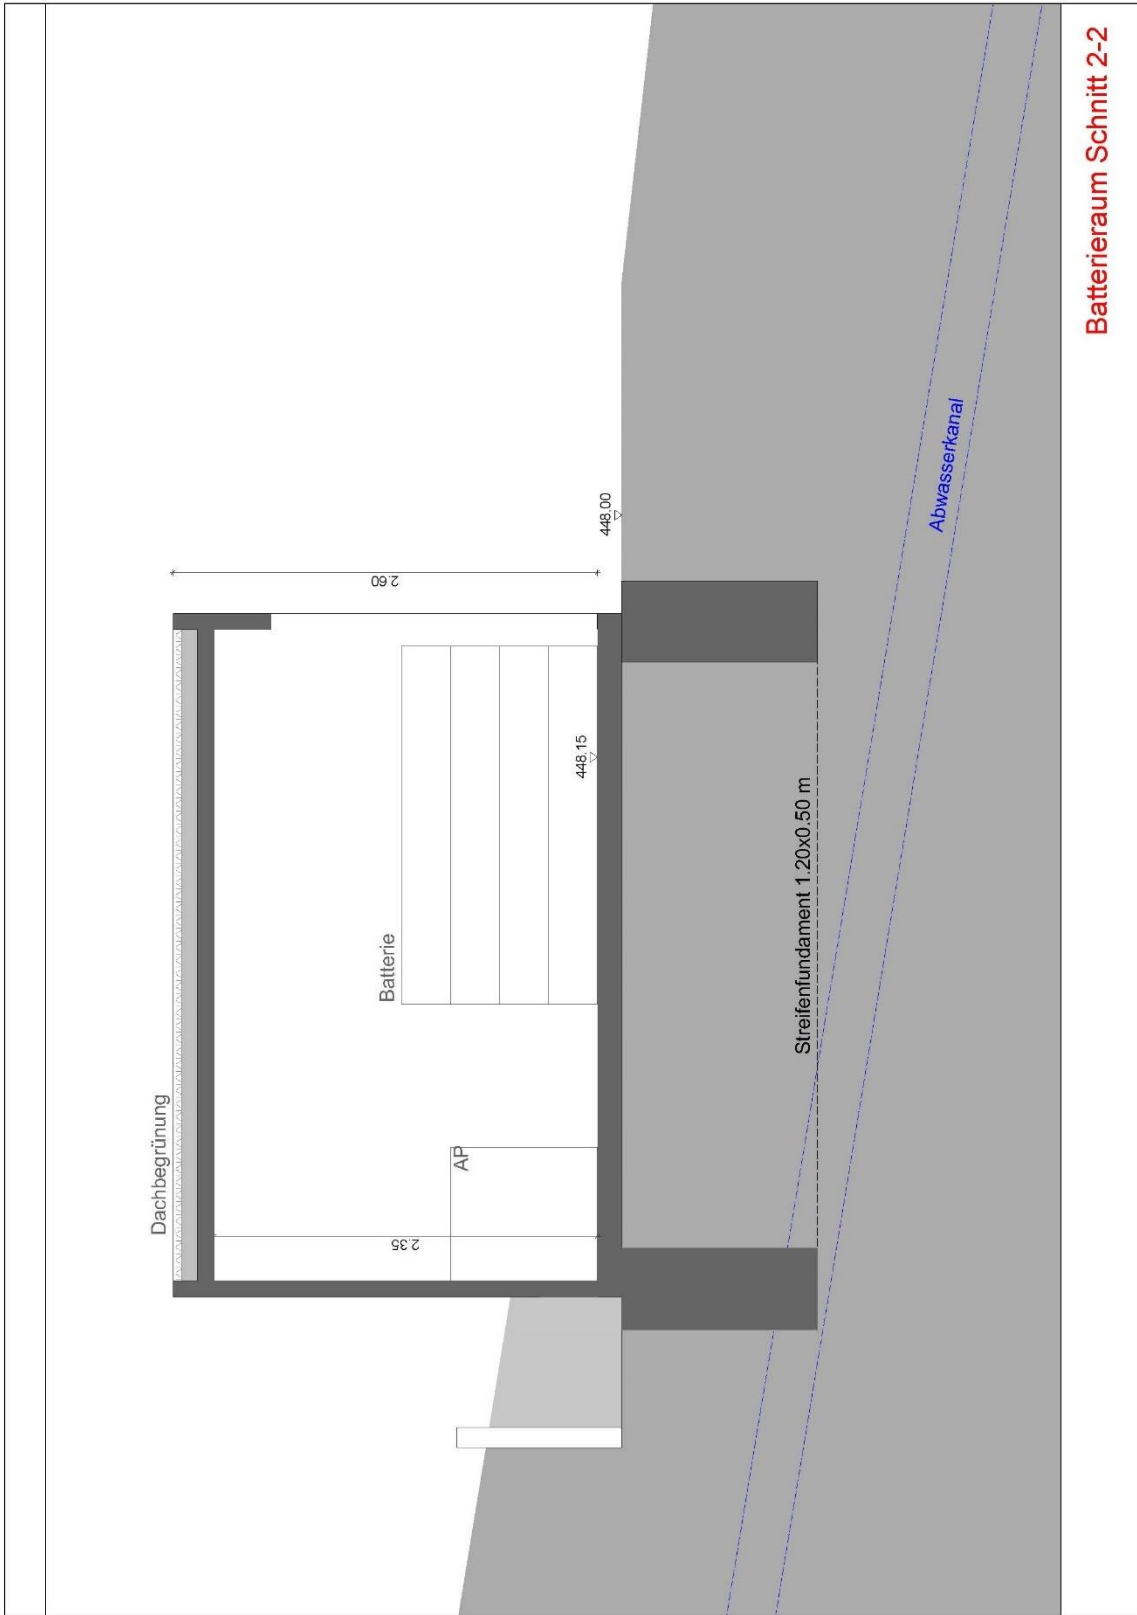 Dachbegrünung
2.60
Batterie
2.35
AP
448.15
448.00
Streifenfundament 1.20x0.50 m
Abwasserkanal
Batterieraum Schnitt 2-2